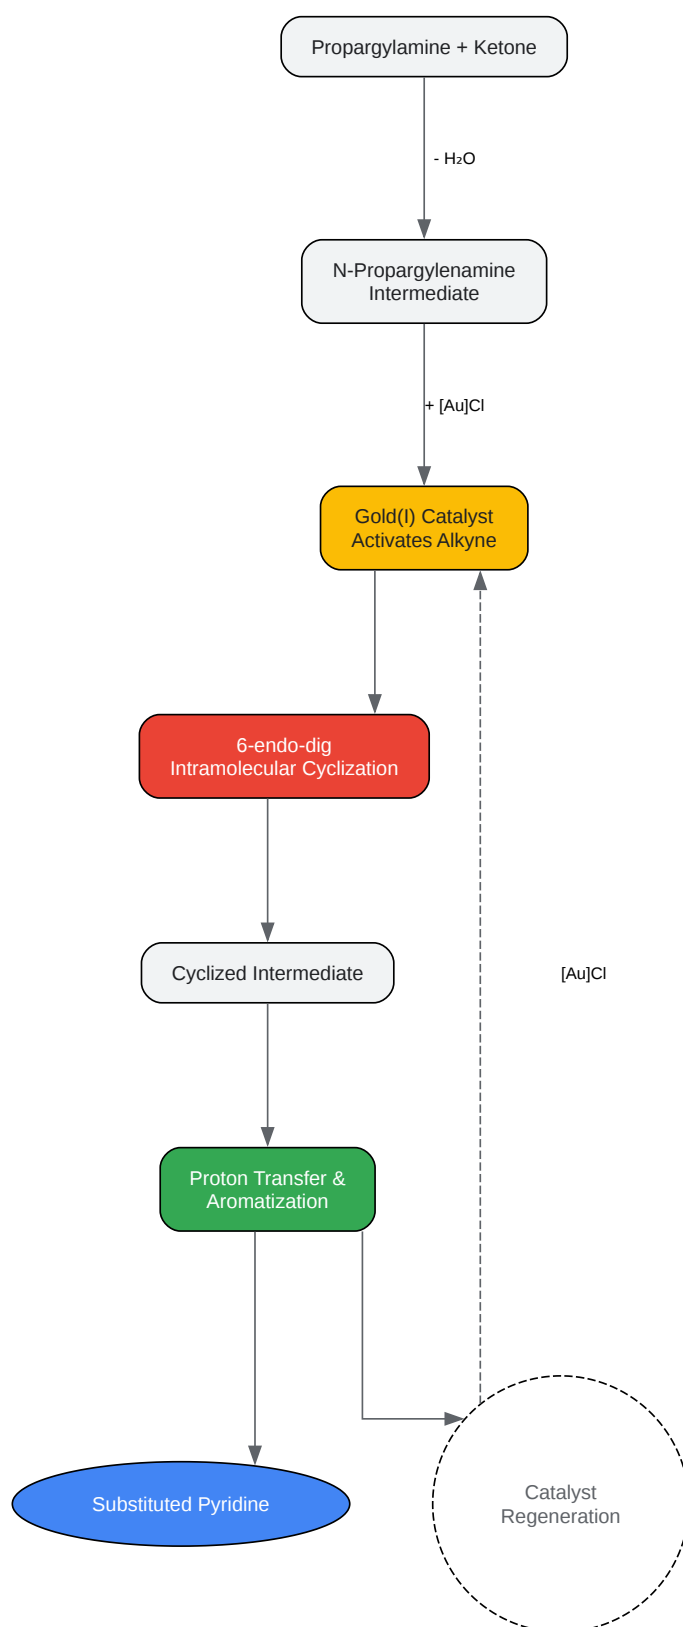 Propargylamine + Ketone
- H₂O
N-Propargylenamine
Intermediate
+ [Au]Cl
Gold(I) Catalyst
Activates Alkyne
6-endo-dig
Intramolecular Cyclization
Cyclized Intermediate
[Au]Cl
Proton Transfer &
Aromatization
Substituted Pyridine
Catalyst
Regeneration